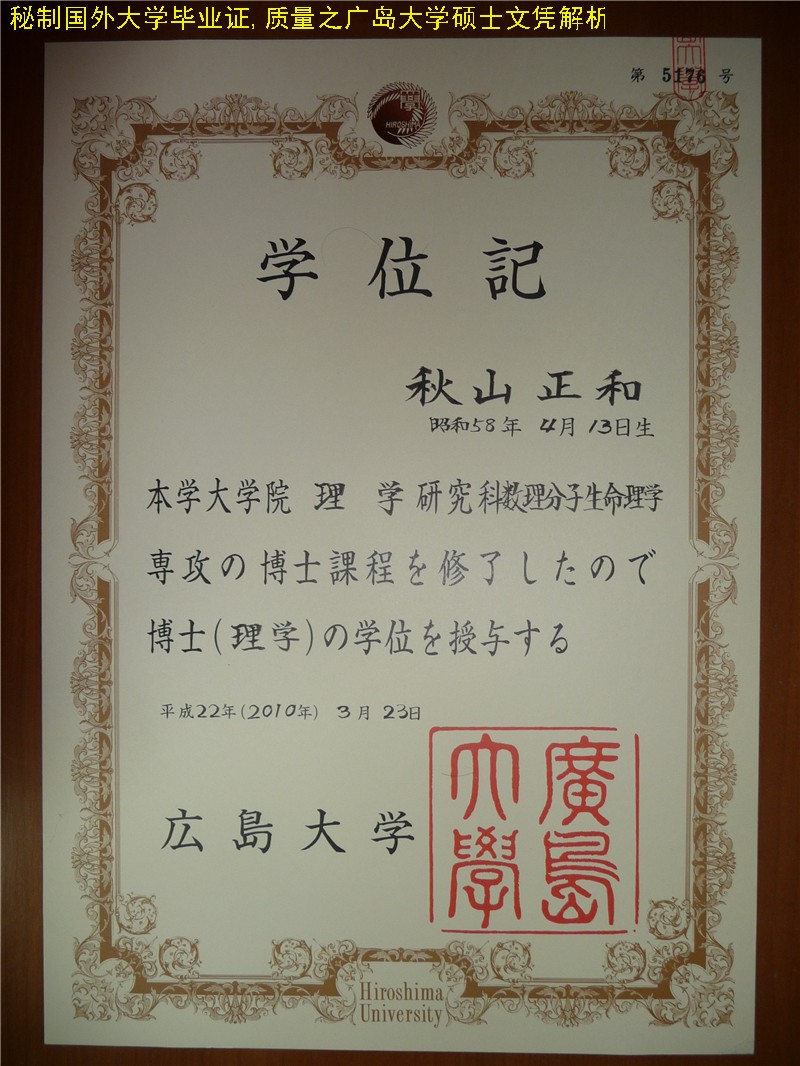 秘制国外大学毕业证, 质量之广岛大学硕士文凭解析
第 5176 号
學
HIROSHIMA
学位記
秋山 正和
昭和58年 4月 13日生
本学大学院 理 学 研究科数理分子生命理学
専攻の博士課程を修了したので
博士(理学)の学位を授与する
平成22年(2010年) 3月 23日
広島大学
廣島
大學
Hiroshima
University